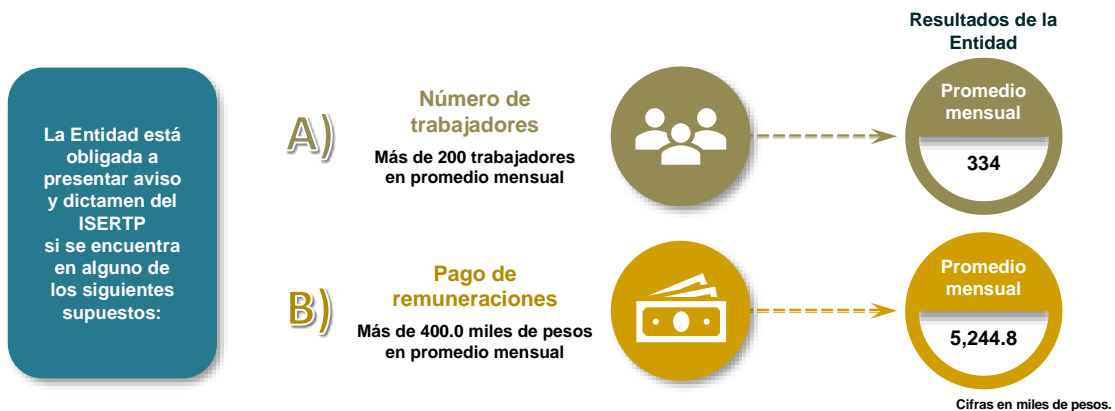 La Entidad está
obligada a
presentar aviso
y dictamen del
ISERTP
si se encuentra
en alguno de
los siguientes
supuestos:
A)
Número de
trabajadores
Más de 200 trabajadores
en promedio mensual
Resultados de la
Entidad
Promedio
mensual
334
B)
Pago de
remuneraciones
Más de 400.0 miles de pesos
en promedio mensual
Promedio
mensual
5,244.8
Cifras en miles de pesos.